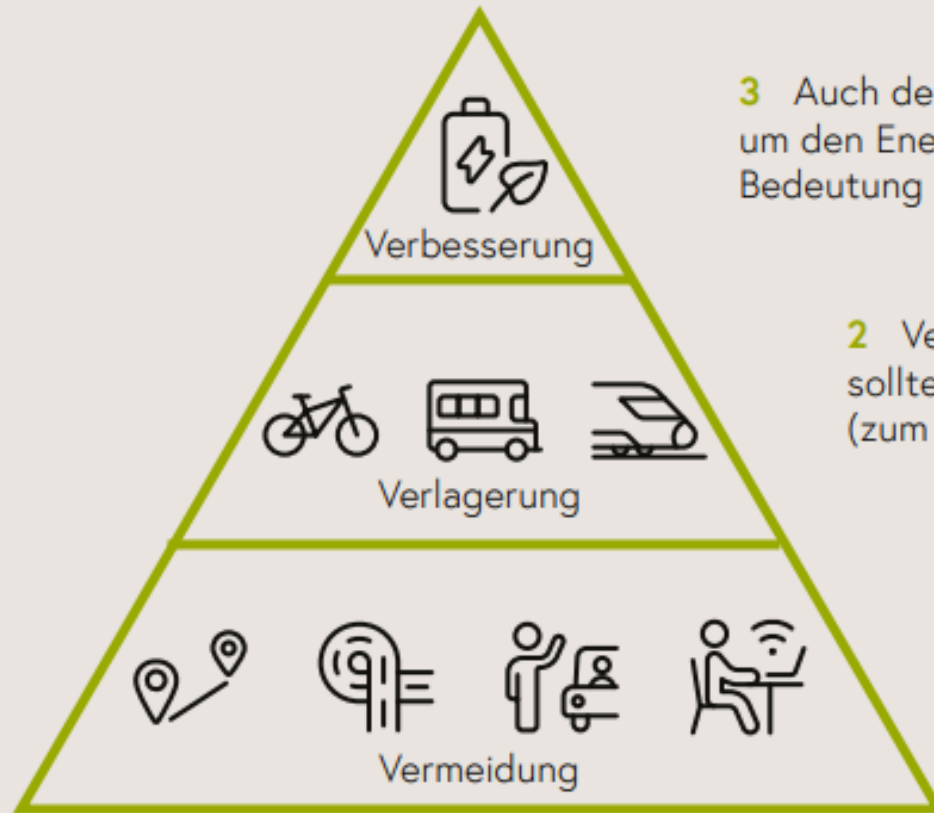 3 Auch de
um den Ene
Bedeutung
Verbesserung
2 Ve
sollte
(zum
Verlagerung
Vermeidung